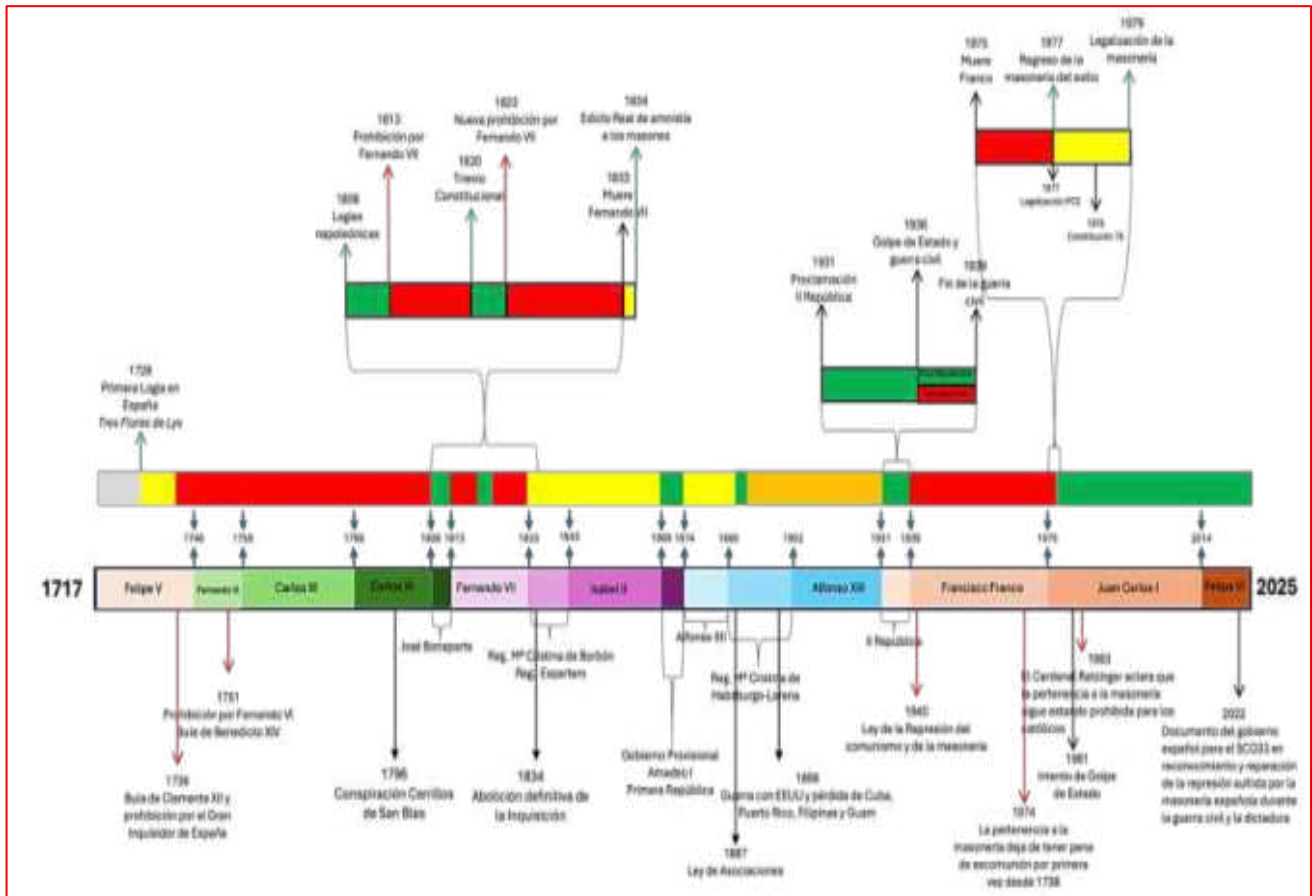 1975
Muere
Franco
1977
Regreso de la
masonería del exilio
1979
Legalización de la
masonería
1977
Legalización PCE
1978
Constitución 78
1809
Logias
napoleónicas
1813
Prohibición por
Fernando VII
1820
Trienio
Constitucional
1823
Nueva prohibición por
Fernando VII
1833
Muere
Fernando VII
1834
Edicto Real de amnistía
a los masones
1931
Proclamación
II República
1936
Golpe de Estado y
guerra civil
1939
Fin de la guerra
civil
1728
Primera Logia en
España
Tres Flores de Lys
1746
1759
1788
1808
1813
1833
1843
1868
1874
1885
1902
1931
1939
1975
2014
1717
Felipe V
Fernando VI
Carlos III
Carlos IV
Fernando VII
Isabel II
Alfonso XIII
Francisco Franco
Juan Carlos I
Felipe VI
2025
José Bonaparte
Reg. Mª Cristina de Borbón
Reg. Espartero
Gobierno Provisional
Amadeo I
Primera República
Alfonso XII
Reg. Mª Cristina de
Habsburgo-Lorena
II República
1738
Bula de Clemente XII y
prohibición por el Gran
Inquisidor de España
1751
Prohibición por Fernando VI
Bula de Benedicto XIV
1796
Conspiración Cerrillos
de San Blas
1834
Abolición definitiva de
la Inquisición
1887
Ley de Asociaciones
1898
Guerra con EEUU y pérdida de Cuba,
Puerto Rico, Filipinas y Guam
1940
Ley de la Represión del
comunismo y de la masonería
1974
La pertenencia a la
masonería deja de tener pena
de excomunión por primera
vez desde 1738
1983
El Cardenal Ratzinger aclara que
la pertenencia a la masonería
sigue estando prohibida para los
católicos
1981
Intento de Golpe
de Estado
2022
Documento del gobierno
español para el SCG33 en
reconocimiento y reparación
de la represión sufrida por la
masonería española durante
la guerra civil y la dictadura